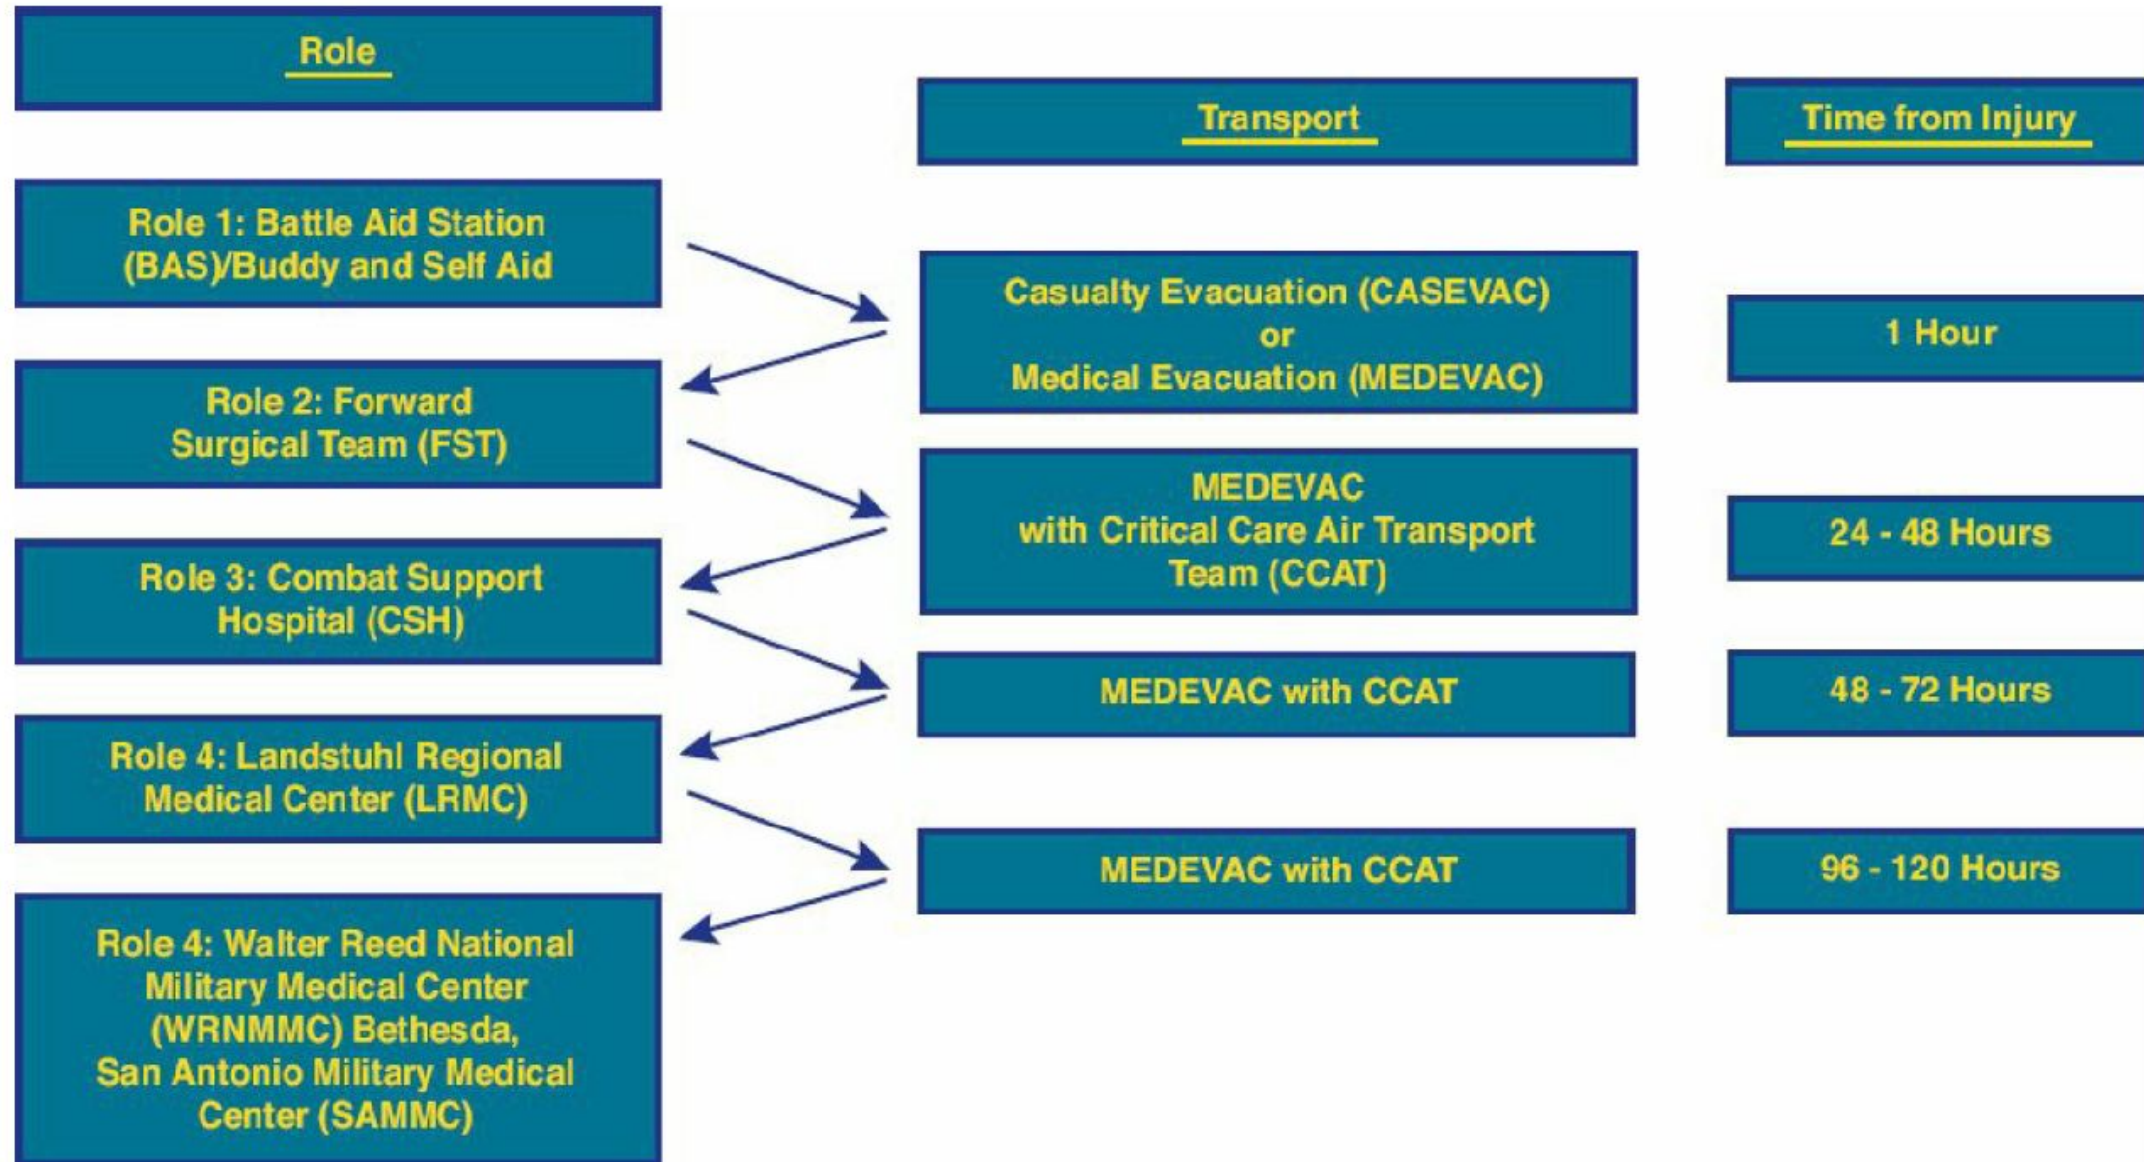 Role
Transport
Time from Injury
Role 1: Battle Aid Station
(BAS)/Buddy and Self Aid
Casualty Evacuation (CASEVAC)
or
Medical Evacuation (MEDEVAC)
1 Hour
Role 2: Forward
Surgical Team (FST)
MEDEVAC
with Critical Care Air Transport
Team (CCAT)
24 - 48 Hours
Role 3: Combat Support
Hospital (CSH)
MEDEVAC with CCAT
48 - 72 Hours
Role 4: Landstuhl Regional
Medical Center (LRMC)
MEDEVAC with CCAT
96 - 120 Hours
Role 4: Walter Reed National
Military Medical Center
(WRNMMC) Bethesda,
San Antonio Military Medical
Center (SAMMC)